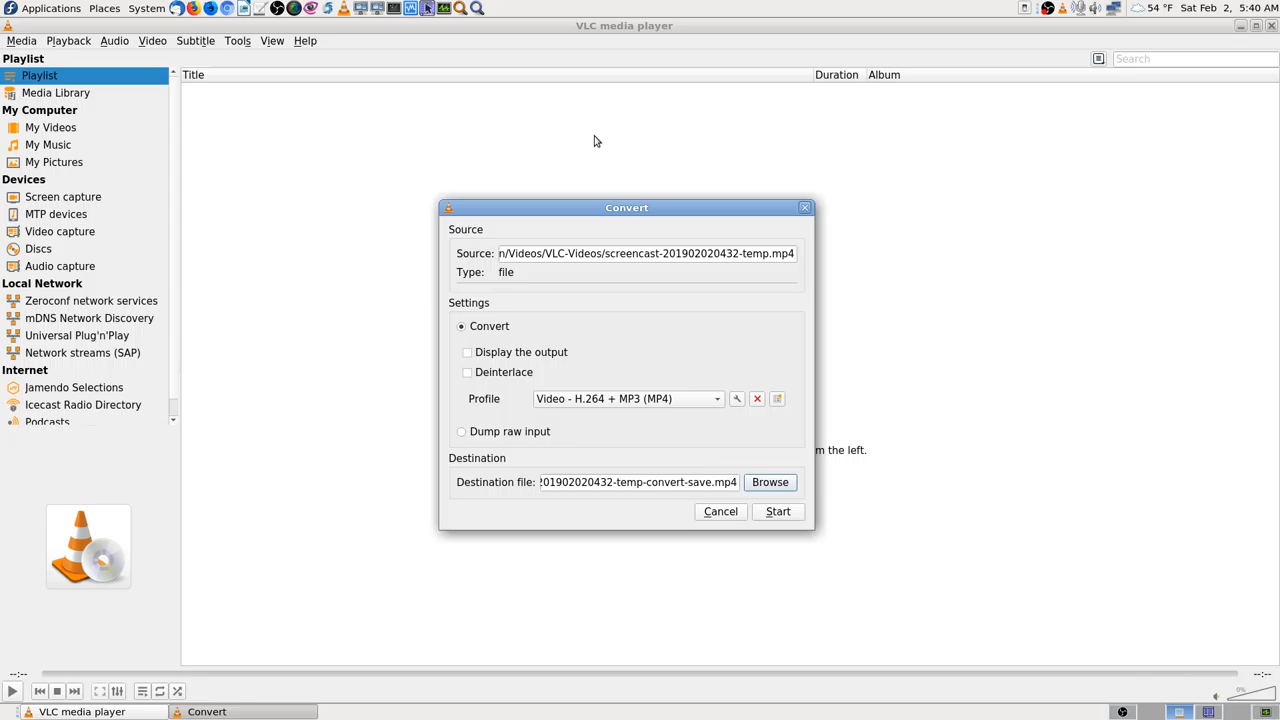 Applications Places System 54 °F Sat Feb 2, 5:40 AM
VLC media player
Media Playback Audio Video Subtitle Tools View Help
Playlist
Search
Playlist
Title Duration Album
Media Library
My Computer
My Videos
My Music
My Pictures
Devices
Screen capture
MTP devices
Video capture
Discs
Audio capture
Local Network
Zeroconf network services
mDNS Network Discovery
Universal Plug'n'Play
Network streams (SAP)
Internet
Jamendo Selections
Icecast Radio Directory
Podcasts
Convert
Source
Source: n/Videos/VLC-Videos/screencast-201902020432-temp.mp4
Type: file
Settings
Convert
Display the output
Deinterlace
Profile Video - H.264 + MP3 (MP4)
Dump raw input
m the left.
Destination
Destination file: 201902020432-temp-convert-save.mp4 Browse
Cancel Start
--:-- --:--
0%
VLC media player Convert